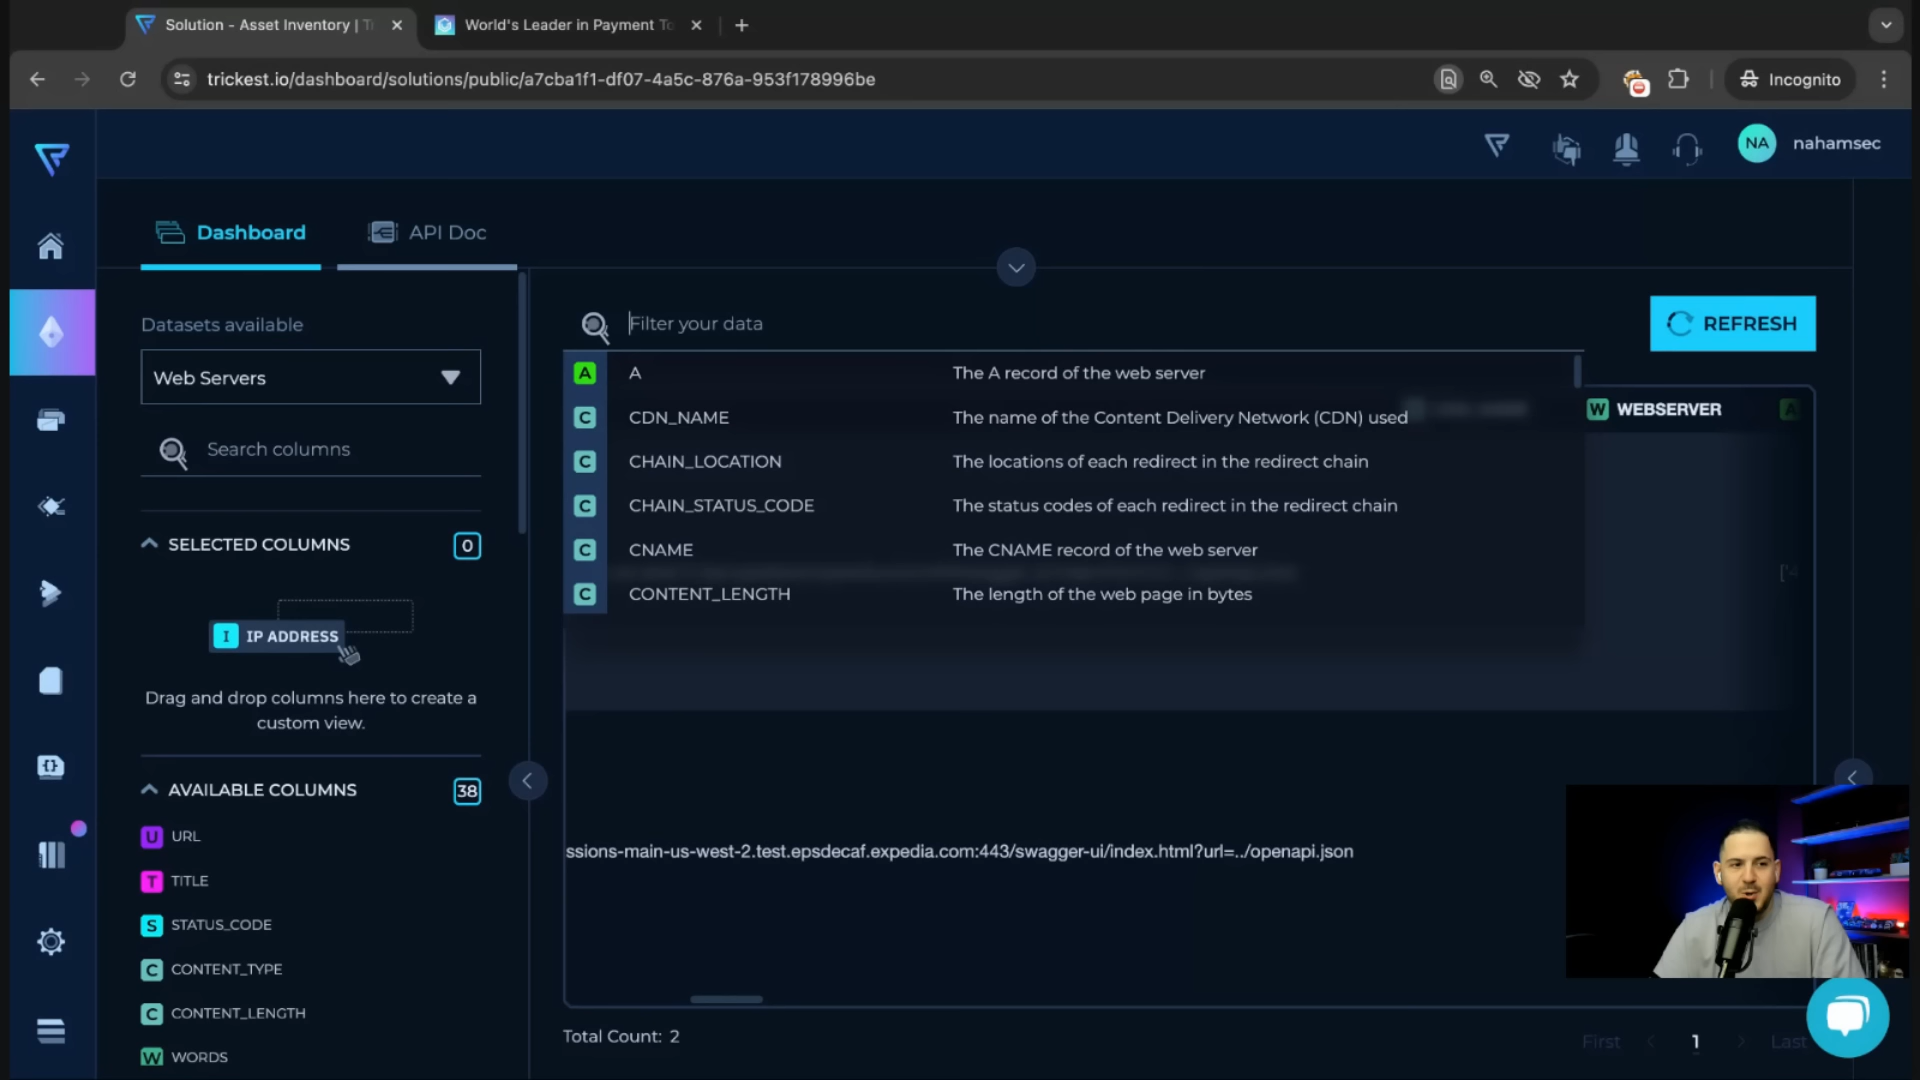 Solution - Asset Inventory | Tr
World's Leader in Payment To
trickest.io/dashboard/solutions/public/a7cba1f1-df07-4a5c-876a-953f178996be
Incognito
NA
nahamsec
Dashboard
API Doc
Datasets available
Web Servers
Search columns
SELECTED COLUMNS
0
I IP ADDRESS
Drag and drop columns here to create a
custom view.
AVAILABLE COLUMNS
38
U URL
T TITLE
S STATUS_CODE
C CONTENT_TYPE
C CONTENT_LENGTH
W WORDS
Filter your data
REFRESH
A A The A record of the web server
C CDN_NAME The name of the Content Delivery Network (CDN) used
C CHAIN_LOCATION The locations of each redirect in the redirect chain
C CHAIN_STATUS_CODE The status codes of each redirect in the redirect chain
C CNAME The CNAME record of the web server
C CONTENT_LENGTH The length of the web page in bytes
W WEBSERVER
A
ssions-main-us-west-2.test.epsdecaf.expedia.com:443/swagger-ui/index.html?url=../openapi.json
Total Count: 2
First
1
Last